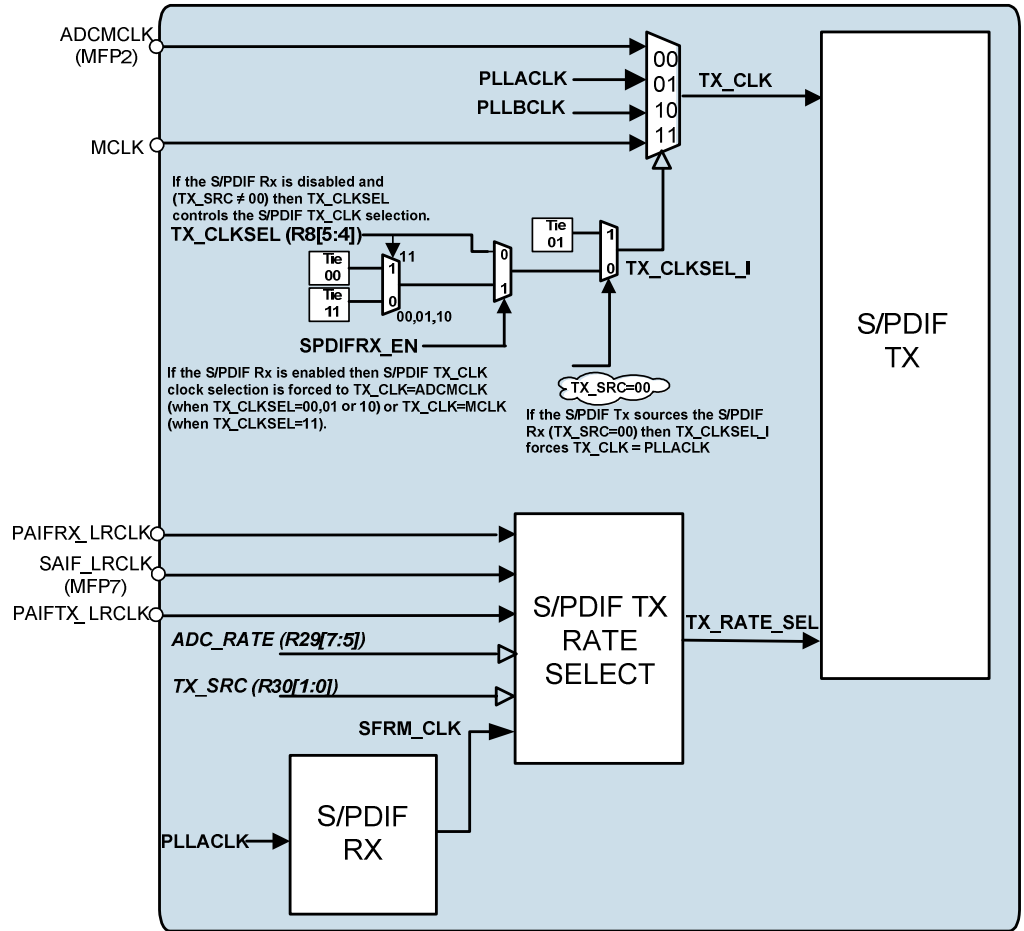 ADCMCLK
(MFP2)
PLLACLK
PLLBCLK
MCLK
00
01
10
11
TX_CLK
S/PDIF
TX
If the S/PDIF Rx is disabled and
(TX_SRC ≠ 00) then TX_CLKSEL
controls the S/PDIF TX_CLK selection.
TX_CLKSEL (R8[5:4])
11
Tie
00
Tie
11
1
0
00,01,10
0
1
Tie
01
1
0
TX_CLKSEL_I
SPDIFRX_EN
If the S/PDIF Rx is enabled then S/PDIF TX_CLK
clock selection is forced to TX_CLK=ADCMCLK
(when TX_CLKSEL=00,01 or 10) or TX_CLK=MCLK
(when TX_CLKSEL=11).
TX_SRC=00
If the S/PDIF Tx sources the S/PDIF
Rx (TX_SRC=00) then TX_CLKSEL_I
forces TX_CLK = PLLACLK
PAIFRX_LRCLK
SAIF_LRCLK
(MFP7)
PAIFTX_LRCLK
ADC_RATE (R29[7:5])
TX_SRC (R30[1:0])
SFRM_CLK
S/PDIF TX
RATE
SELECT
TX_RATE_SEL
PLLACLK
S/PDIF
RX